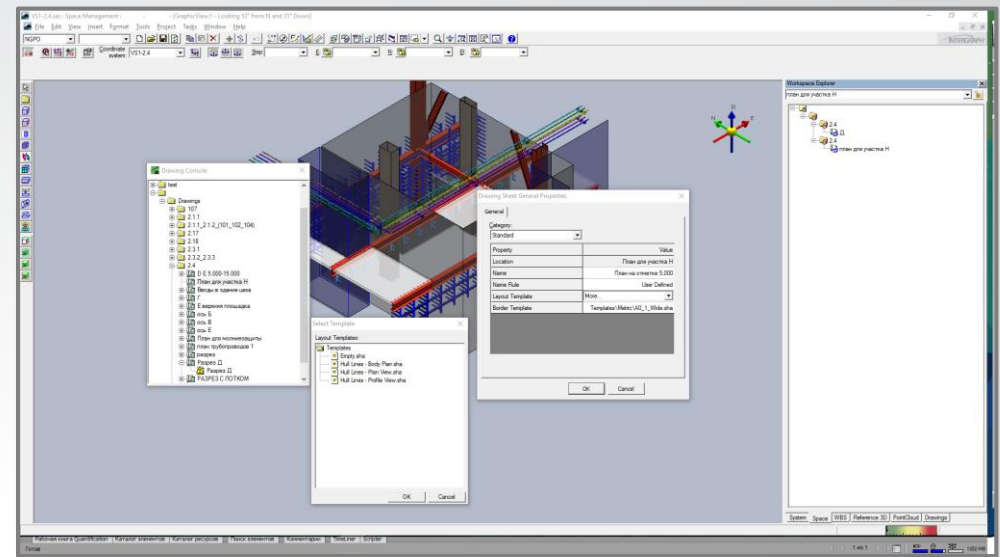 VS1-2.4.ses : Space Management :
- [GraphicView:1 - Looking 53° from N and 35° Down]
File Edit View Insert Format Tools Project Tasks Window Help
NGPO
INTERGRAPH
Coordinate system: VS1-2.4
Step:
E:
N:
Workspace Explorer
план для участка Н
2.4
Д
2.4
план для участка Н
N
E
Drawing Console
test
Drawings
107
2.1.1
2.1.1_2.1.2_(101_102_104)
2.17
2.18
2.3.1
2.3.2_2.3.3
2.4
D E 5.000-15.000
План для участка Н
Вводы в здание цеха
Г
Е верхняя площадка
ось Б
ось В
ось Е
План для молниезащиты
план трубопроводов 1
разрез
Разрез Д
Разрез Д
РАЗРЕЗ С ЛОТКОМ
Drawing Sheet General Properties
General
Category:
Standard
Property Value
Location План для участка Н
Name План на отметке 5.000
Name Rule User Defined
Layout Template More...
Border Template Templates\Metric\A0_1_Wide.sha
OK Cancel
Select Template
Layout Templates
Templates
Empty.sha
Hull Lines - Body Plan.sha
Hull Lines - Plan View.sha
Hull Lines - Profile View.sha
OK Cancel
System Space WBS Reference 3D PointCloud Drawings
Рабочая книга Quantification Каталог элементов Каталог ресурсов Поиск элементов Комментарии TimeLiner Scripter
Готов
1 из 1